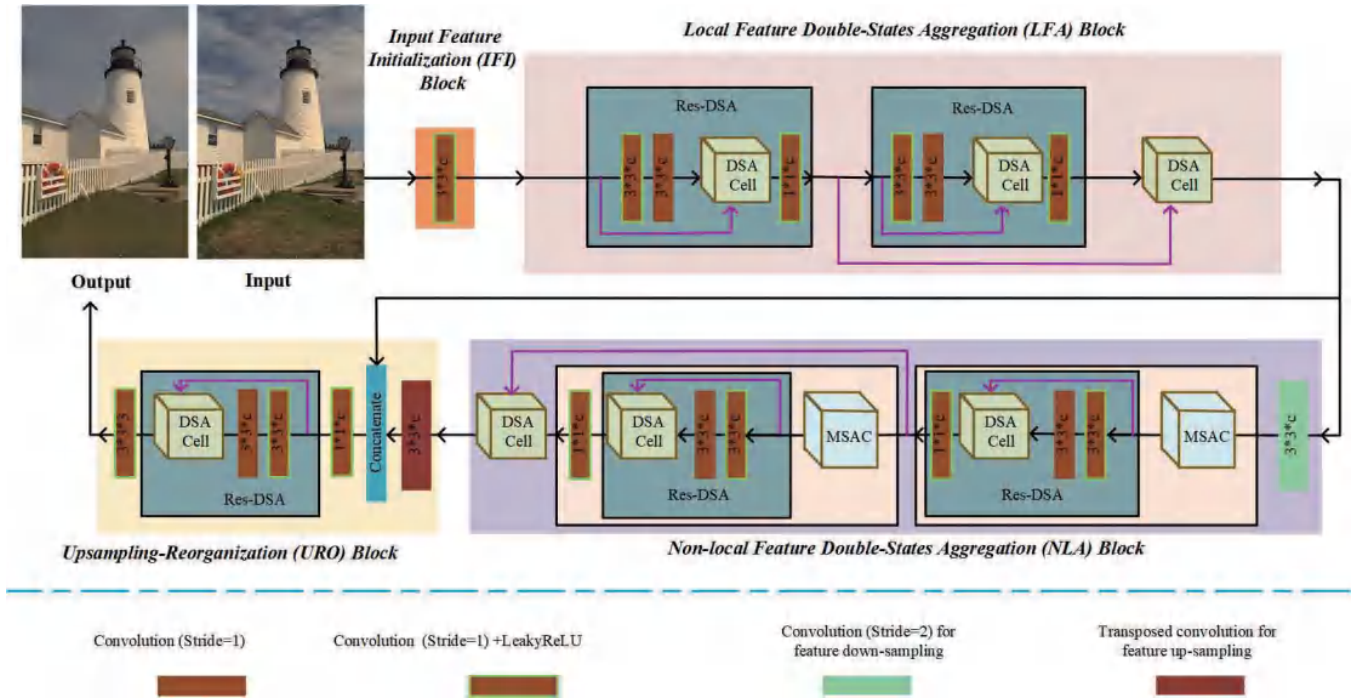 Input Feature
Initialization (IFI)
Block
Local Feature Double-States Aggregation (LFA) Block
Res-DSA
Res-DSA
3*3*c
3*3*c
3*3*c
DSA
Cell
1*1*c
3*3*c
3*3*c
DSA
Cell
1*1*c
DSA
Cell
Output
Input
3*3*3
DSA
Cell
3*3*c
3*3*c
1*1*c
Concatenate
3*3*c
DSA
Cell
1*1*c
DSA
Cell
3*3*c
3*3*c
MSAC
1*1*c
DSA
Cell
3*3*c
3*3*c
MSAC
3*3*c
Res-DSA
Res-DSA
Res-DSA
Upsampling-Reorganization (URO) Block
Non-local Feature Double-States Aggregation (NLA) Block
Convolution (Stride=1)
Convolution (Stride=1) +LeakyReLU
Convolution (Stride=2) for
feature down-sampling
Transposed convolution for
feature up-sampling